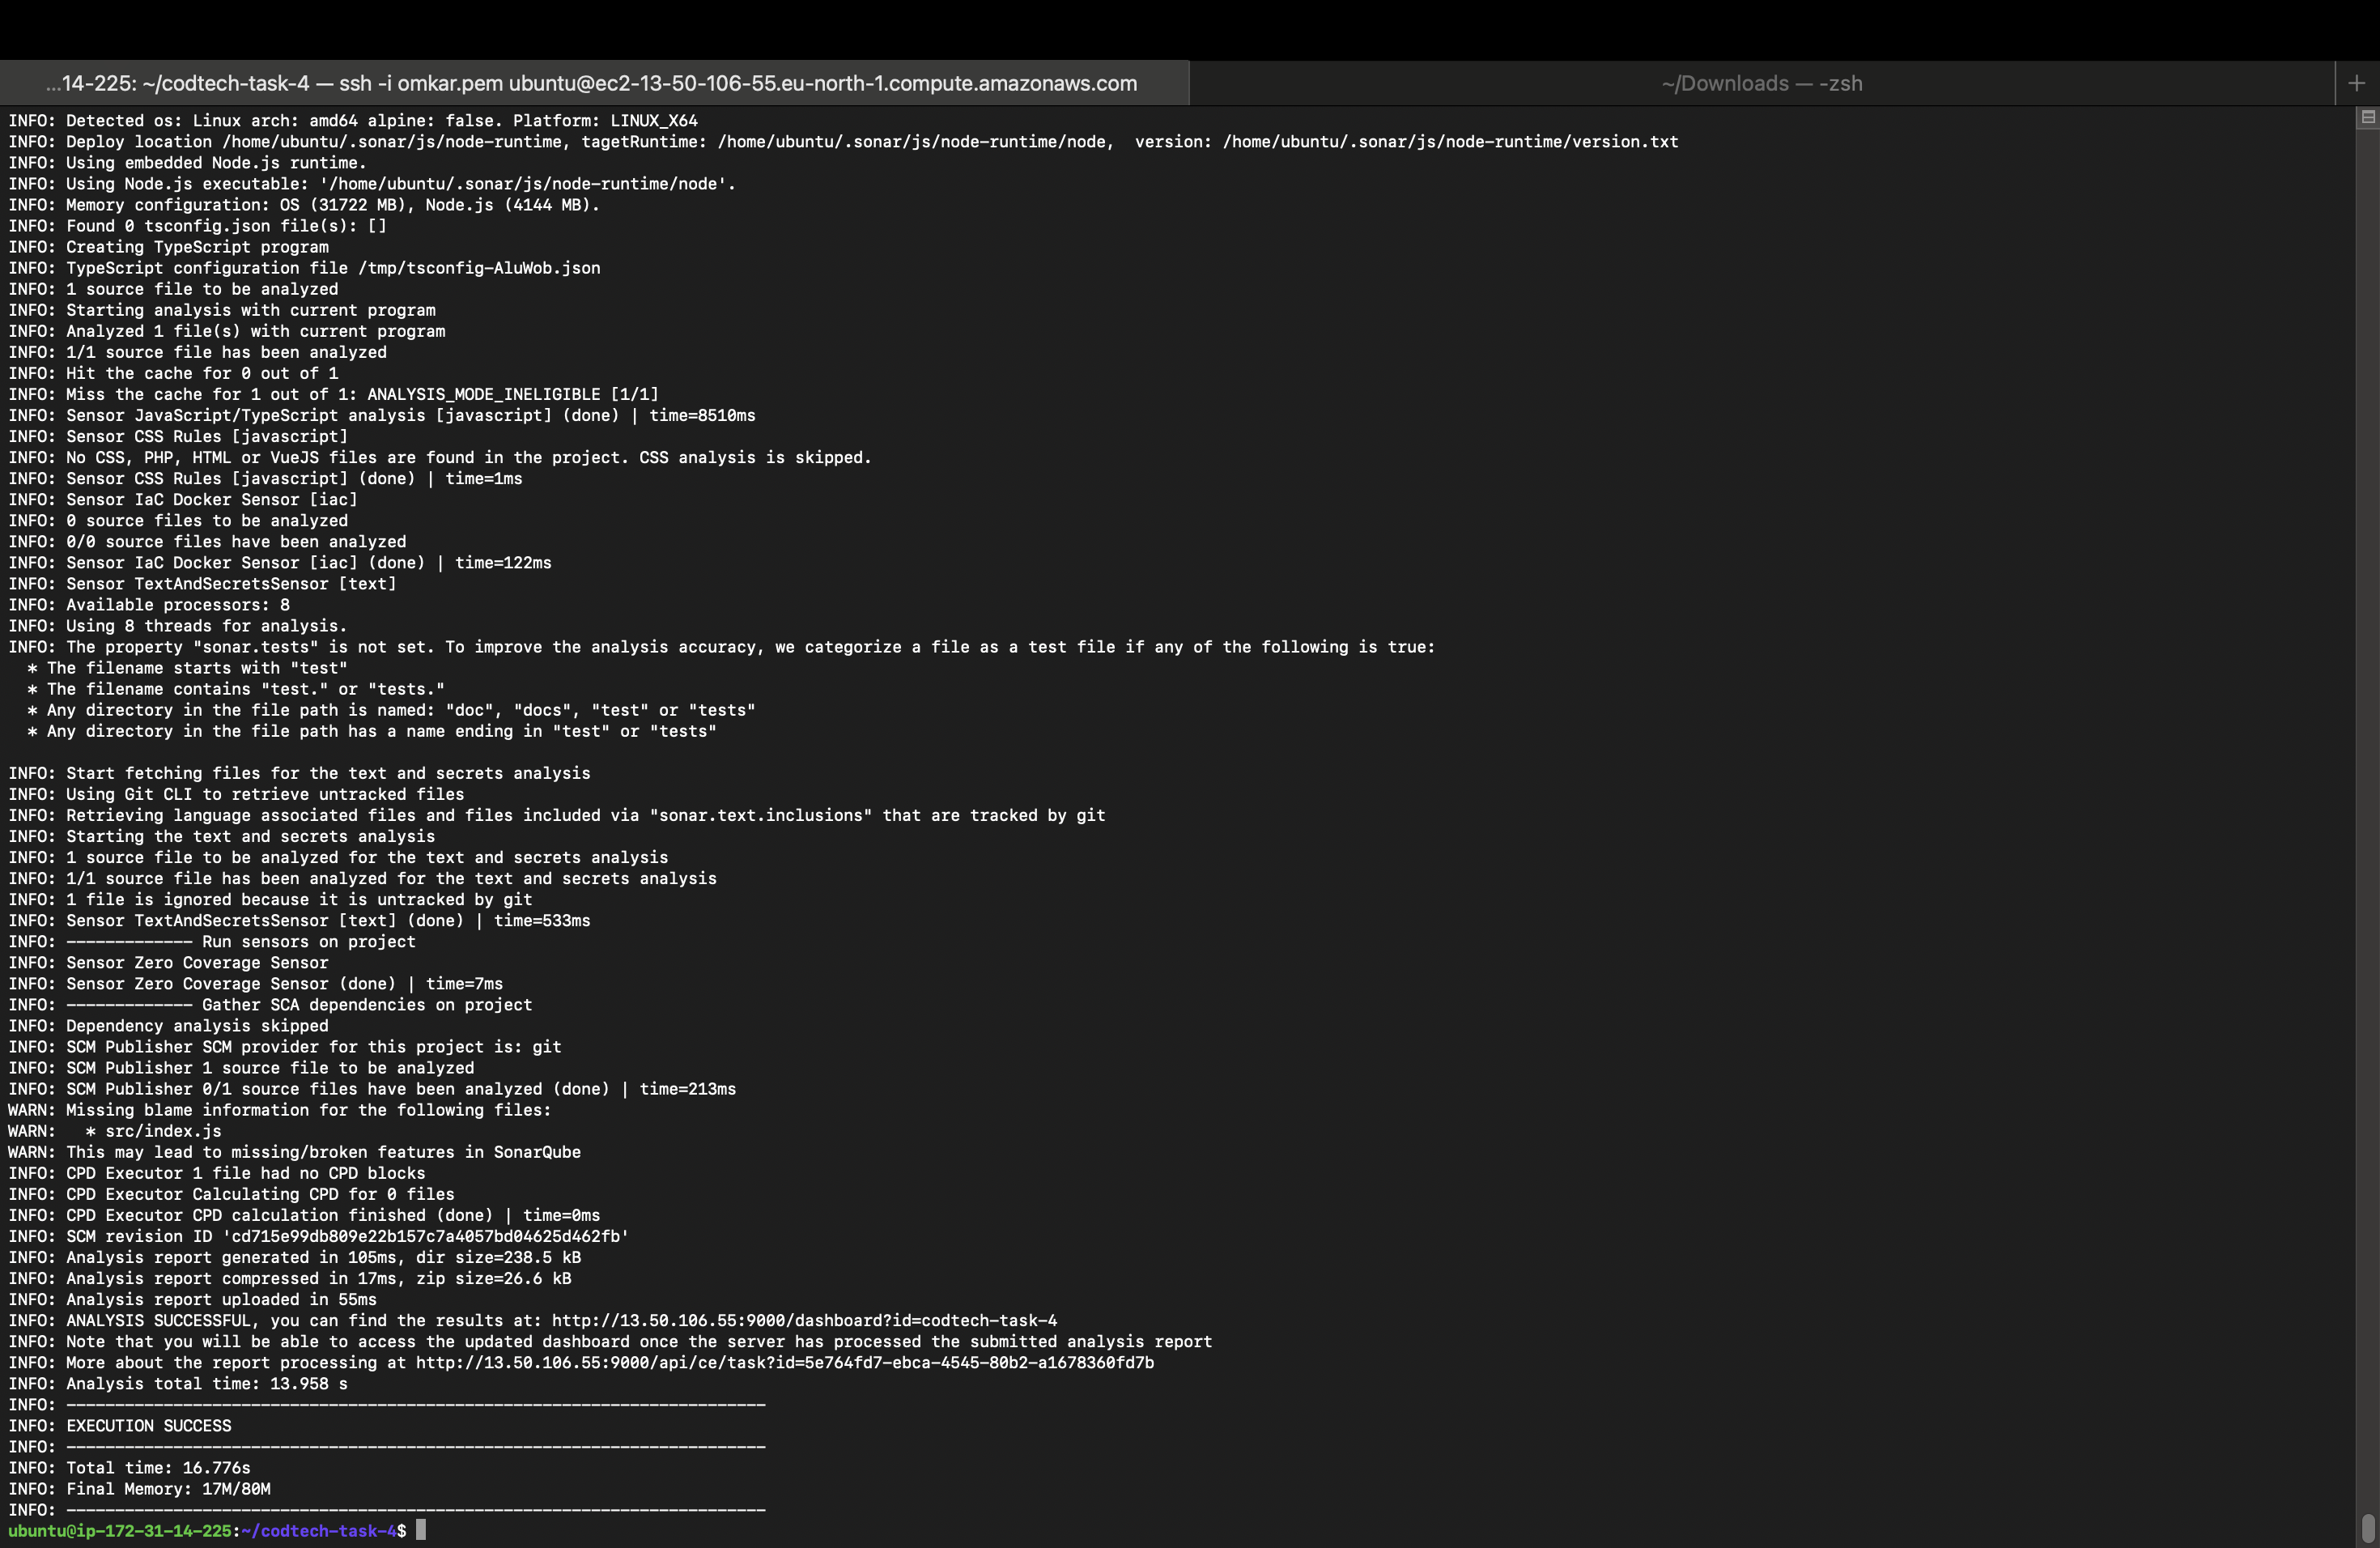 ...14-225: ~/codtech-task-4 — ssh -i omkar.pem ubuntu@ec2-13-50-106-55.eu-north-1.compute.amazonaws.com
~/Downloads — -zsh
+
INFO: Detected os: Linux arch: amd64 alpine: false. Platform: LINUX_X64
INFO: Deploy location /home/ubuntu/.sonar/js/node-runtime, tagetRuntime: /home/ubuntu/.sonar/js/node-runtime/node,  version: /home/ubuntu/.sonar/js/node-runtime/version.txt
INFO: Using embedded Node.js runtime.
INFO: Using Node.js executable: '/home/ubuntu/.sonar/js/node-runtime/node'.
INFO: Memory configuration: OS (31722 MB), Node.js (4144 MB).
INFO: Found 0 tsconfig.json file(s): []
INFO: Creating TypeScript program
INFO: TypeScript configuration file /tmp/tsconfig-AluWob.json
INFO: 1 source file to be analyzed
INFO: Starting analysis with current program
INFO: Analyzed 1 file(s) with current program
INFO: 1/1 source file has been analyzed
INFO: Hit the cache for 0 out of 1
INFO: Miss the cache for 1 out of 1: ANALYSIS_MODE_INELIGIBLE [1/1]
INFO: Sensor JavaScript/TypeScript analysis [javascript] (done) | time=8510ms
INFO: Sensor CSS Rules [javascript]
INFO: No CSS, PHP, HTML or VueJS files are found in the project. CSS analysis is skipped.
INFO: Sensor CSS Rules [javascript] (done) | time=1ms
INFO: Sensor IaC Docker Sensor [iac]
INFO: 0 source files to be analyzed
INFO: 0/0 source files have been analyzed
INFO: Sensor IaC Docker Sensor [iac] (done) | time=122ms
INFO: Sensor TextAndSecretsSensor [text]
INFO: Available processors: 8
INFO: Using 8 threads for analysis.
INFO: The property "sonar.tests" is not set. To improve the analysis accuracy, we categorize a file as a test file if any of the following is true:
  * The filename starts with "test"
  * The filename contains "test." or "tests."
  * Any directory in the file path is named: "doc", "docs", "test" or "tests"
  * Any directory in the file path has a name ending in "test" or "tests"
INFO: Start fetching files for the text and secrets analysis
INFO: Using Git CLI to retrieve untracked files
INFO: Retrieving language associated files and files included via "sonar.text.inclusions" that are tracked by git
INFO: Starting the text and secrets analysis
INFO: 1 source file to be analyzed for the text and secrets analysis
INFO: 1/1 source file has been analyzed for the text and secrets analysis
INFO: 1 file is ignored because it is untracked by git
INFO: Sensor TextAndSecretsSensor [text] (done) | time=533ms
INFO: ------------- Run sensors on project
INFO: Sensor Zero Coverage Sensor
INFO: Sensor Zero Coverage Sensor (done) | time=7ms
INFO: ------------- Gather SCA dependencies on project
INFO: Dependency analysis skipped
INFO: SCM Publisher SCM provider for this project is: git
INFO: SCM Publisher 1 source file to be analyzed
INFO: SCM Publisher 0/1 source files have been analyzed (done) | time=213ms
WARN: Missing blame information for the following files:
WARN:   * src/index.js
WARN: This may lead to missing/broken features in SonarQube
INFO: CPD Executor 1 file had no CPD blocks
INFO: CPD Executor Calculating CPD for 0 files
INFO: CPD Executor CPD calculation finished (done) | time=0ms
INFO: SCM revision ID 'cd715e99db809e22b157c7a4057bd04625d462fb'
INFO: Analysis report generated in 105ms, dir size=238.5 kB
INFO: Analysis report compressed in 17ms, zip size=26.6 kB
INFO: Analysis report uploaded in 55ms
INFO: ANALYSIS SUCCESSFUL, you can find the results at: http://13.50.106.55:9000/dashboard?id=codtech-task-4
INFO: Note that you will be able to access the updated dashboard once the server has processed the submitted analysis report
INFO: More about the report processing at http://13.50.106.55:9000/api/ce/task?id=5e764fd7-ebca-4545-80b2-a1678360fd7b
INFO: Analysis total time: 13.958 s
INFO: ------------------------------------------------------------------------
INFO: EXECUTION SUCCESS
INFO: ------------------------------------------------------------------------
INFO: Total time: 16.776s
INFO: Final Memory: 17M/80M
INFO: ------------------------------------------------------------------------
ubuntu@ip-172-31-14-225:~/codtech-task-4$